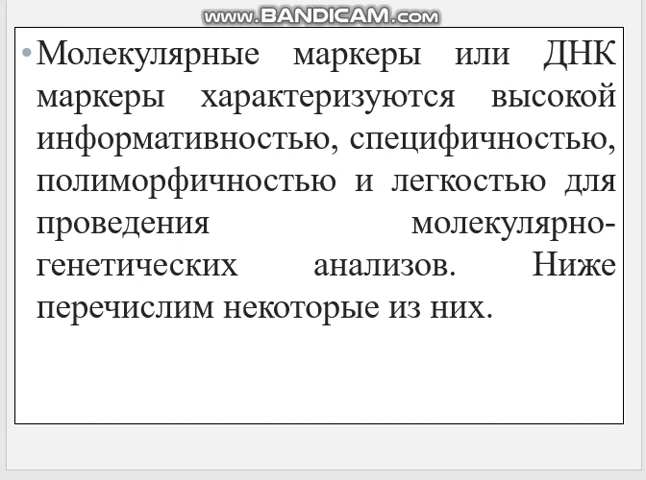 www.BANDICAM.com
• Молекулярные маркеры или ДНК
маркеры характеризуются высокой
информативностью, специфичностью,
полиморфичностью и легкостью для
проведения молекулярно-
генетических анализов. Ниже
перечислим некоторые из них.